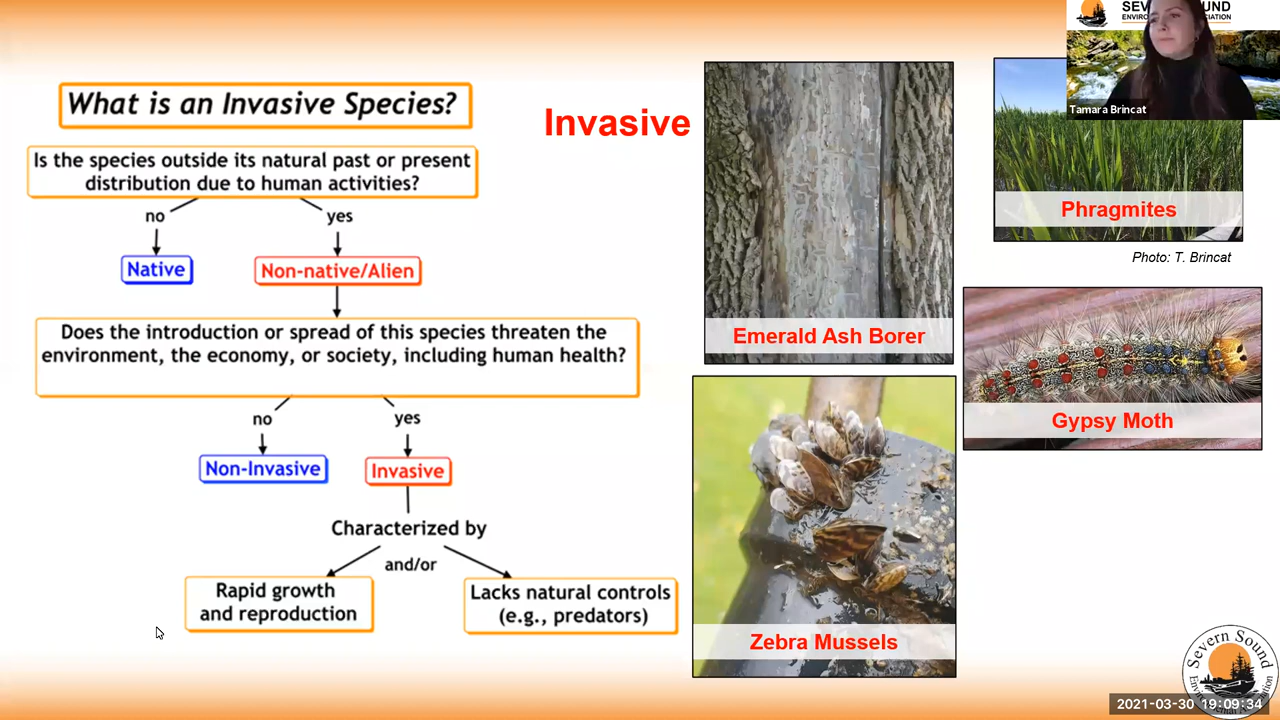 What is an Invasive Species?
Is the species outside its natural past or present
distribution due to human activities?
no
yes
Native
Non-native/Alien
Does the introduction or spread of this species threaten the
environment, the economy, or society, including human health?
no
yes
Non-Invasive
Invasive
Characterized by
and/or
Rapid growth
and reproduction
Lacks natural controls
(e.g., predators)
Invasive
Emerald Ash Borer
Zebra Mussels
Tamara Brincat
Phragmites
Photo: T. Brincat
Gypsy Moth
Severn Sound
2021-03-30 19:09:34